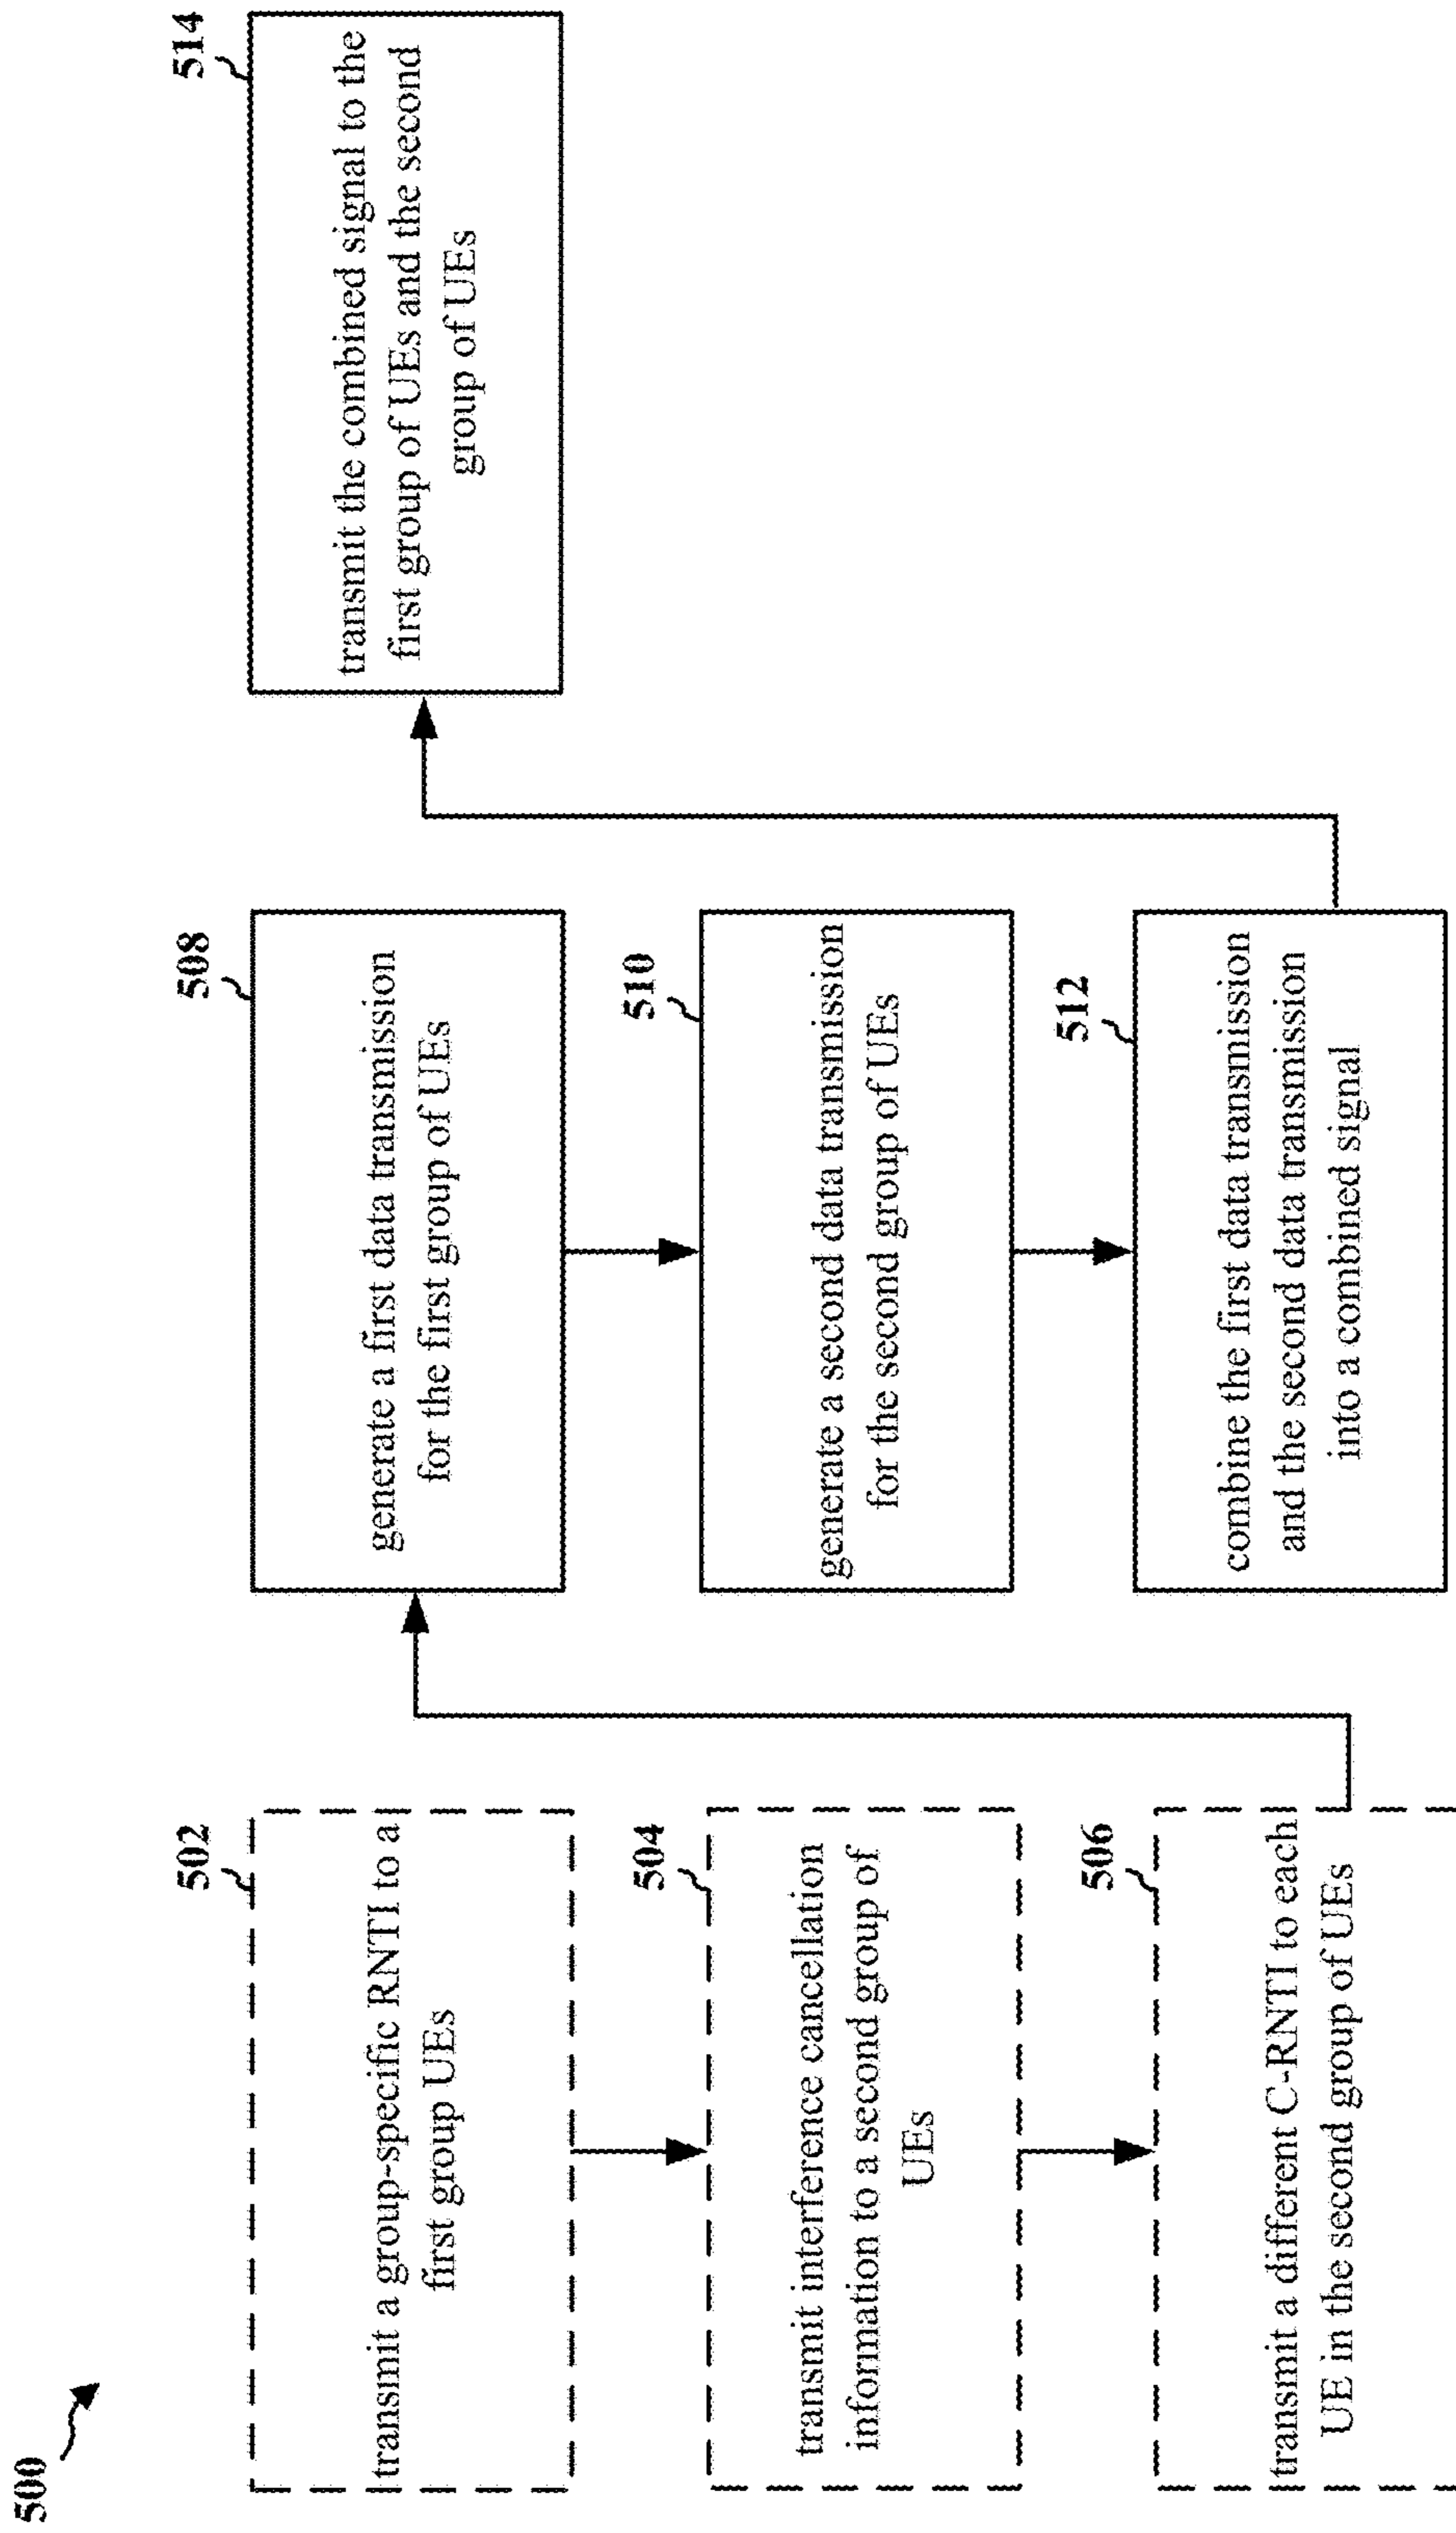 500
502
transmit a group-specific RNTI to a
first group UEs
504
transmit interference cancellation
information to a second group of
UEs
506
transmit a different C-RNTI to each
UE in the second group of UEs
508
generate a first data transmission
for the first group of UEs
510
generate a second data transmission
for the second group of UEs
512
combine the first data transmission
and the second data transmission
into a combined signal
514
transmit the combined signal to the
first group of UEs and the second
group of UEs